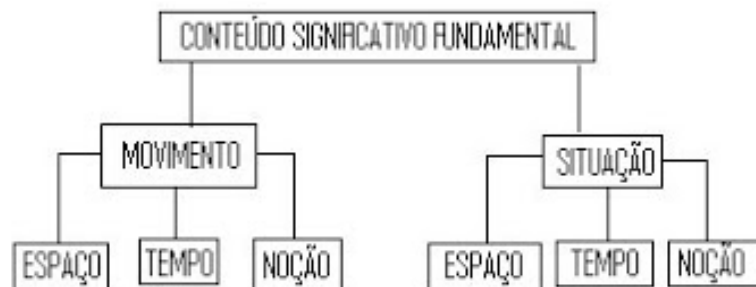 CONTEÚDO SIGNIFICATIVO FUNDAMENTAL
MOVIMENTO
SITUAÇÃO
ESPAÇO
TEMPO
NOÇÃO
ESPAÇO
TEMPO
NOÇÃO